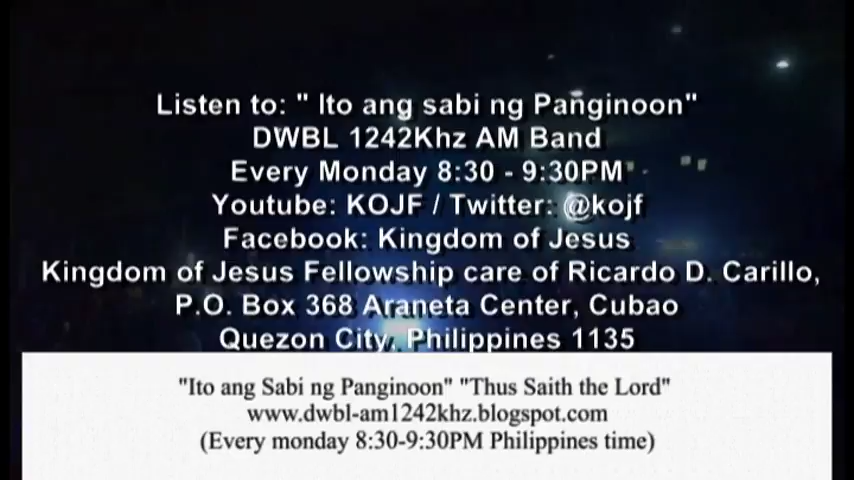 Listen to: " Ito ang sabi ng Panginoon"
DWBL 1242Khz AM Band
Every Monday 8:30 - 9:30PM
Youtube: KOJF / Twitter: @kojf
Facebook: Kingdom of Jesus
Kingdom of Jesus Fellowship care of Ricardo D. Carillo,
P.O. Box 368 Araneta Center, Cubao
Quezon City, Philippines 1135
"Ito ang Sabi ng Panginoon" "Thus Saith the Lord"
www.dwbl-am1242khz.blogspot.com
(Every monday 8:30-9:30PM Philippines time)